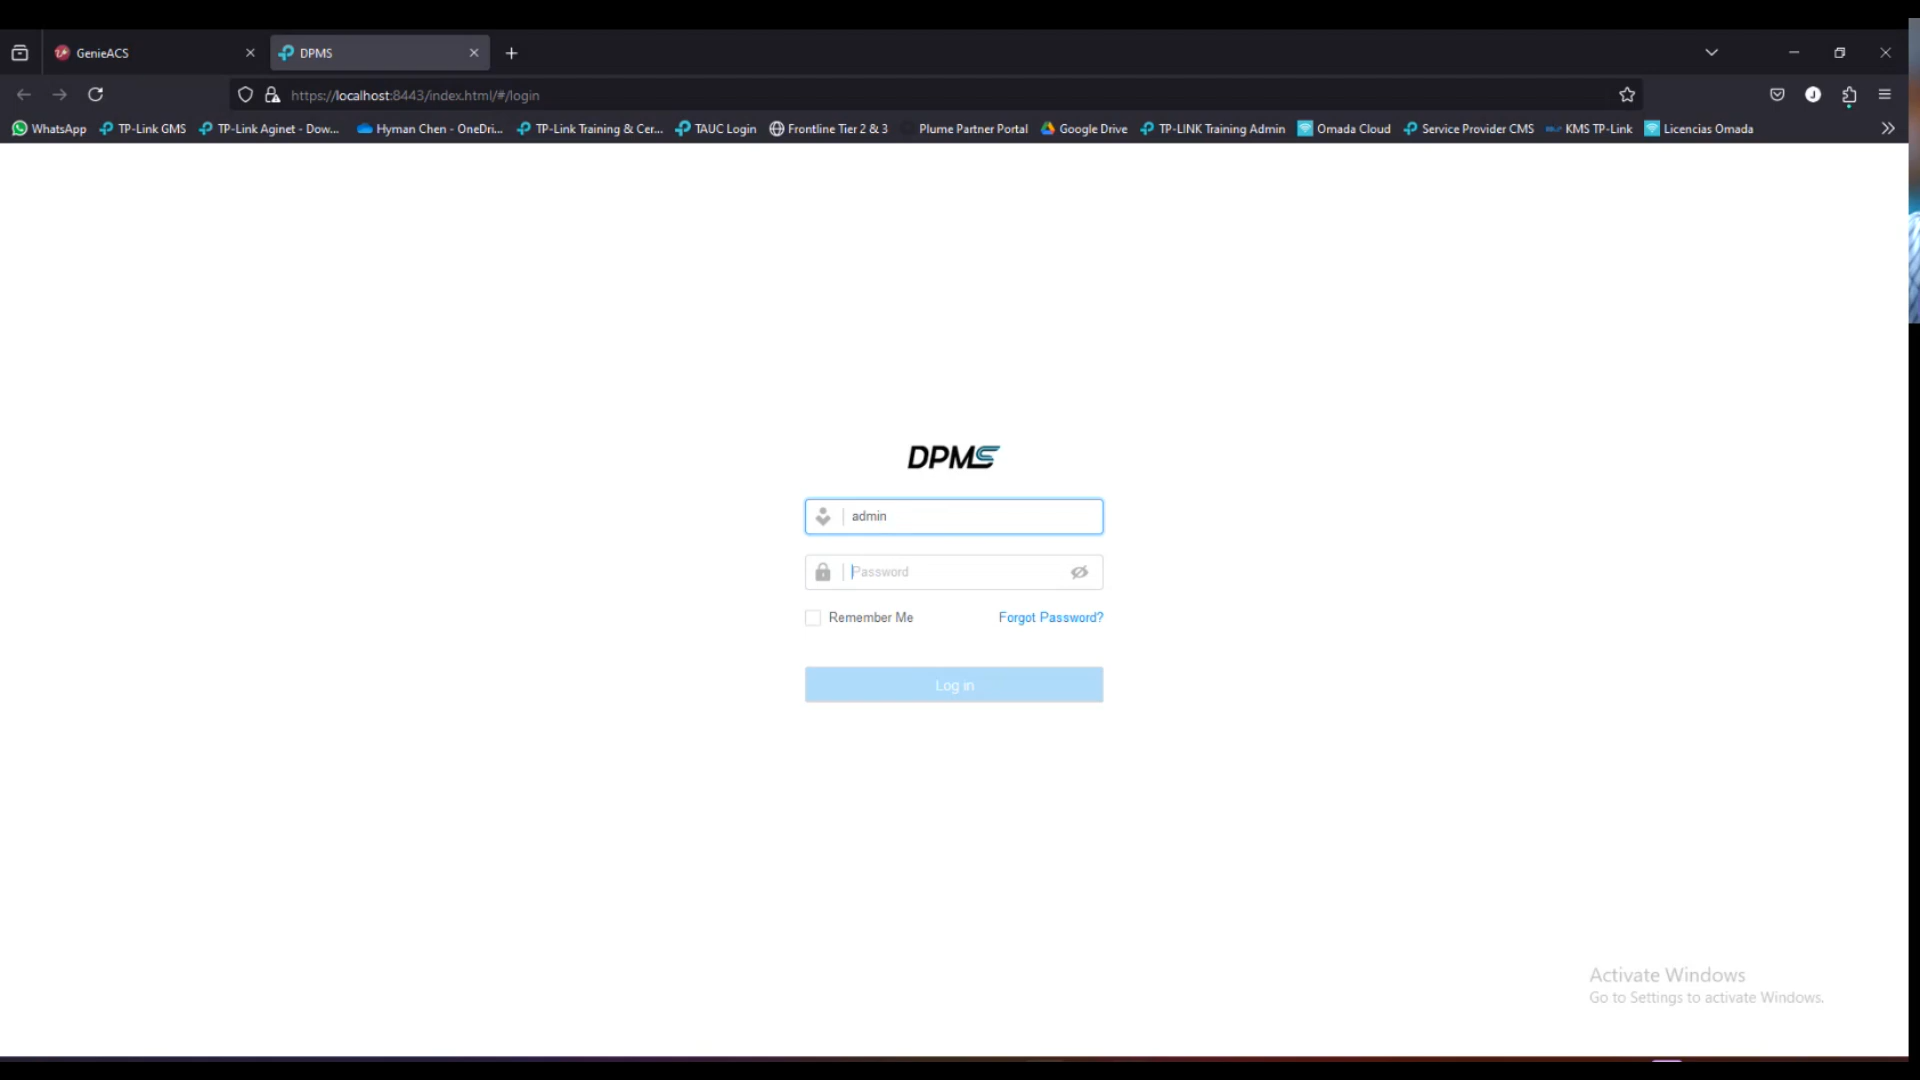 GenieACS
DPMS
https://localhost:8443/index.html/#/login
J
WhatsApp TP-Link GMS TP-Link Aginet - Dow... Hyman Chen - OneDri... TP-Link Training & Cer... TAUC Login Frontline Tier 2 & 3 Plume Partner Portal Google Drive TP-LINK Training Admin Omada Cloud Service Provider CMS KMS TP-Link Licencias Omada
DPMS
admin
Password
Remember Me Forgot Password?
Log in
Activate Windows
Go to Settings to activate Windows.